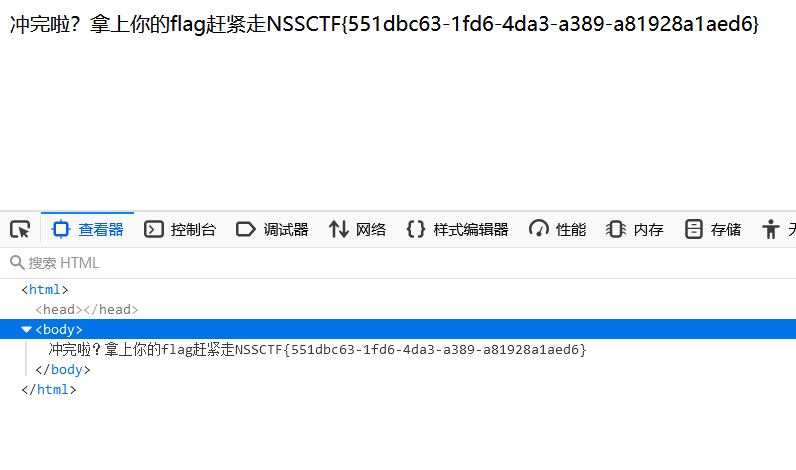 冲完啦？拿上你的flag赶紧走NSSCTF{551dbc63-1fd6-4da3-a389-a81928a1aed6}
查看器 控制台 调试器 网络 样式编辑器 性能 内存 存储
搜索 HTML
<html>
<head></head>
<body>
冲完啦？拿上你的flag赶紧走NSSCTF{551dbc63-1fd6-4da3-a389-a81928a1aed6}
</body>
</html>